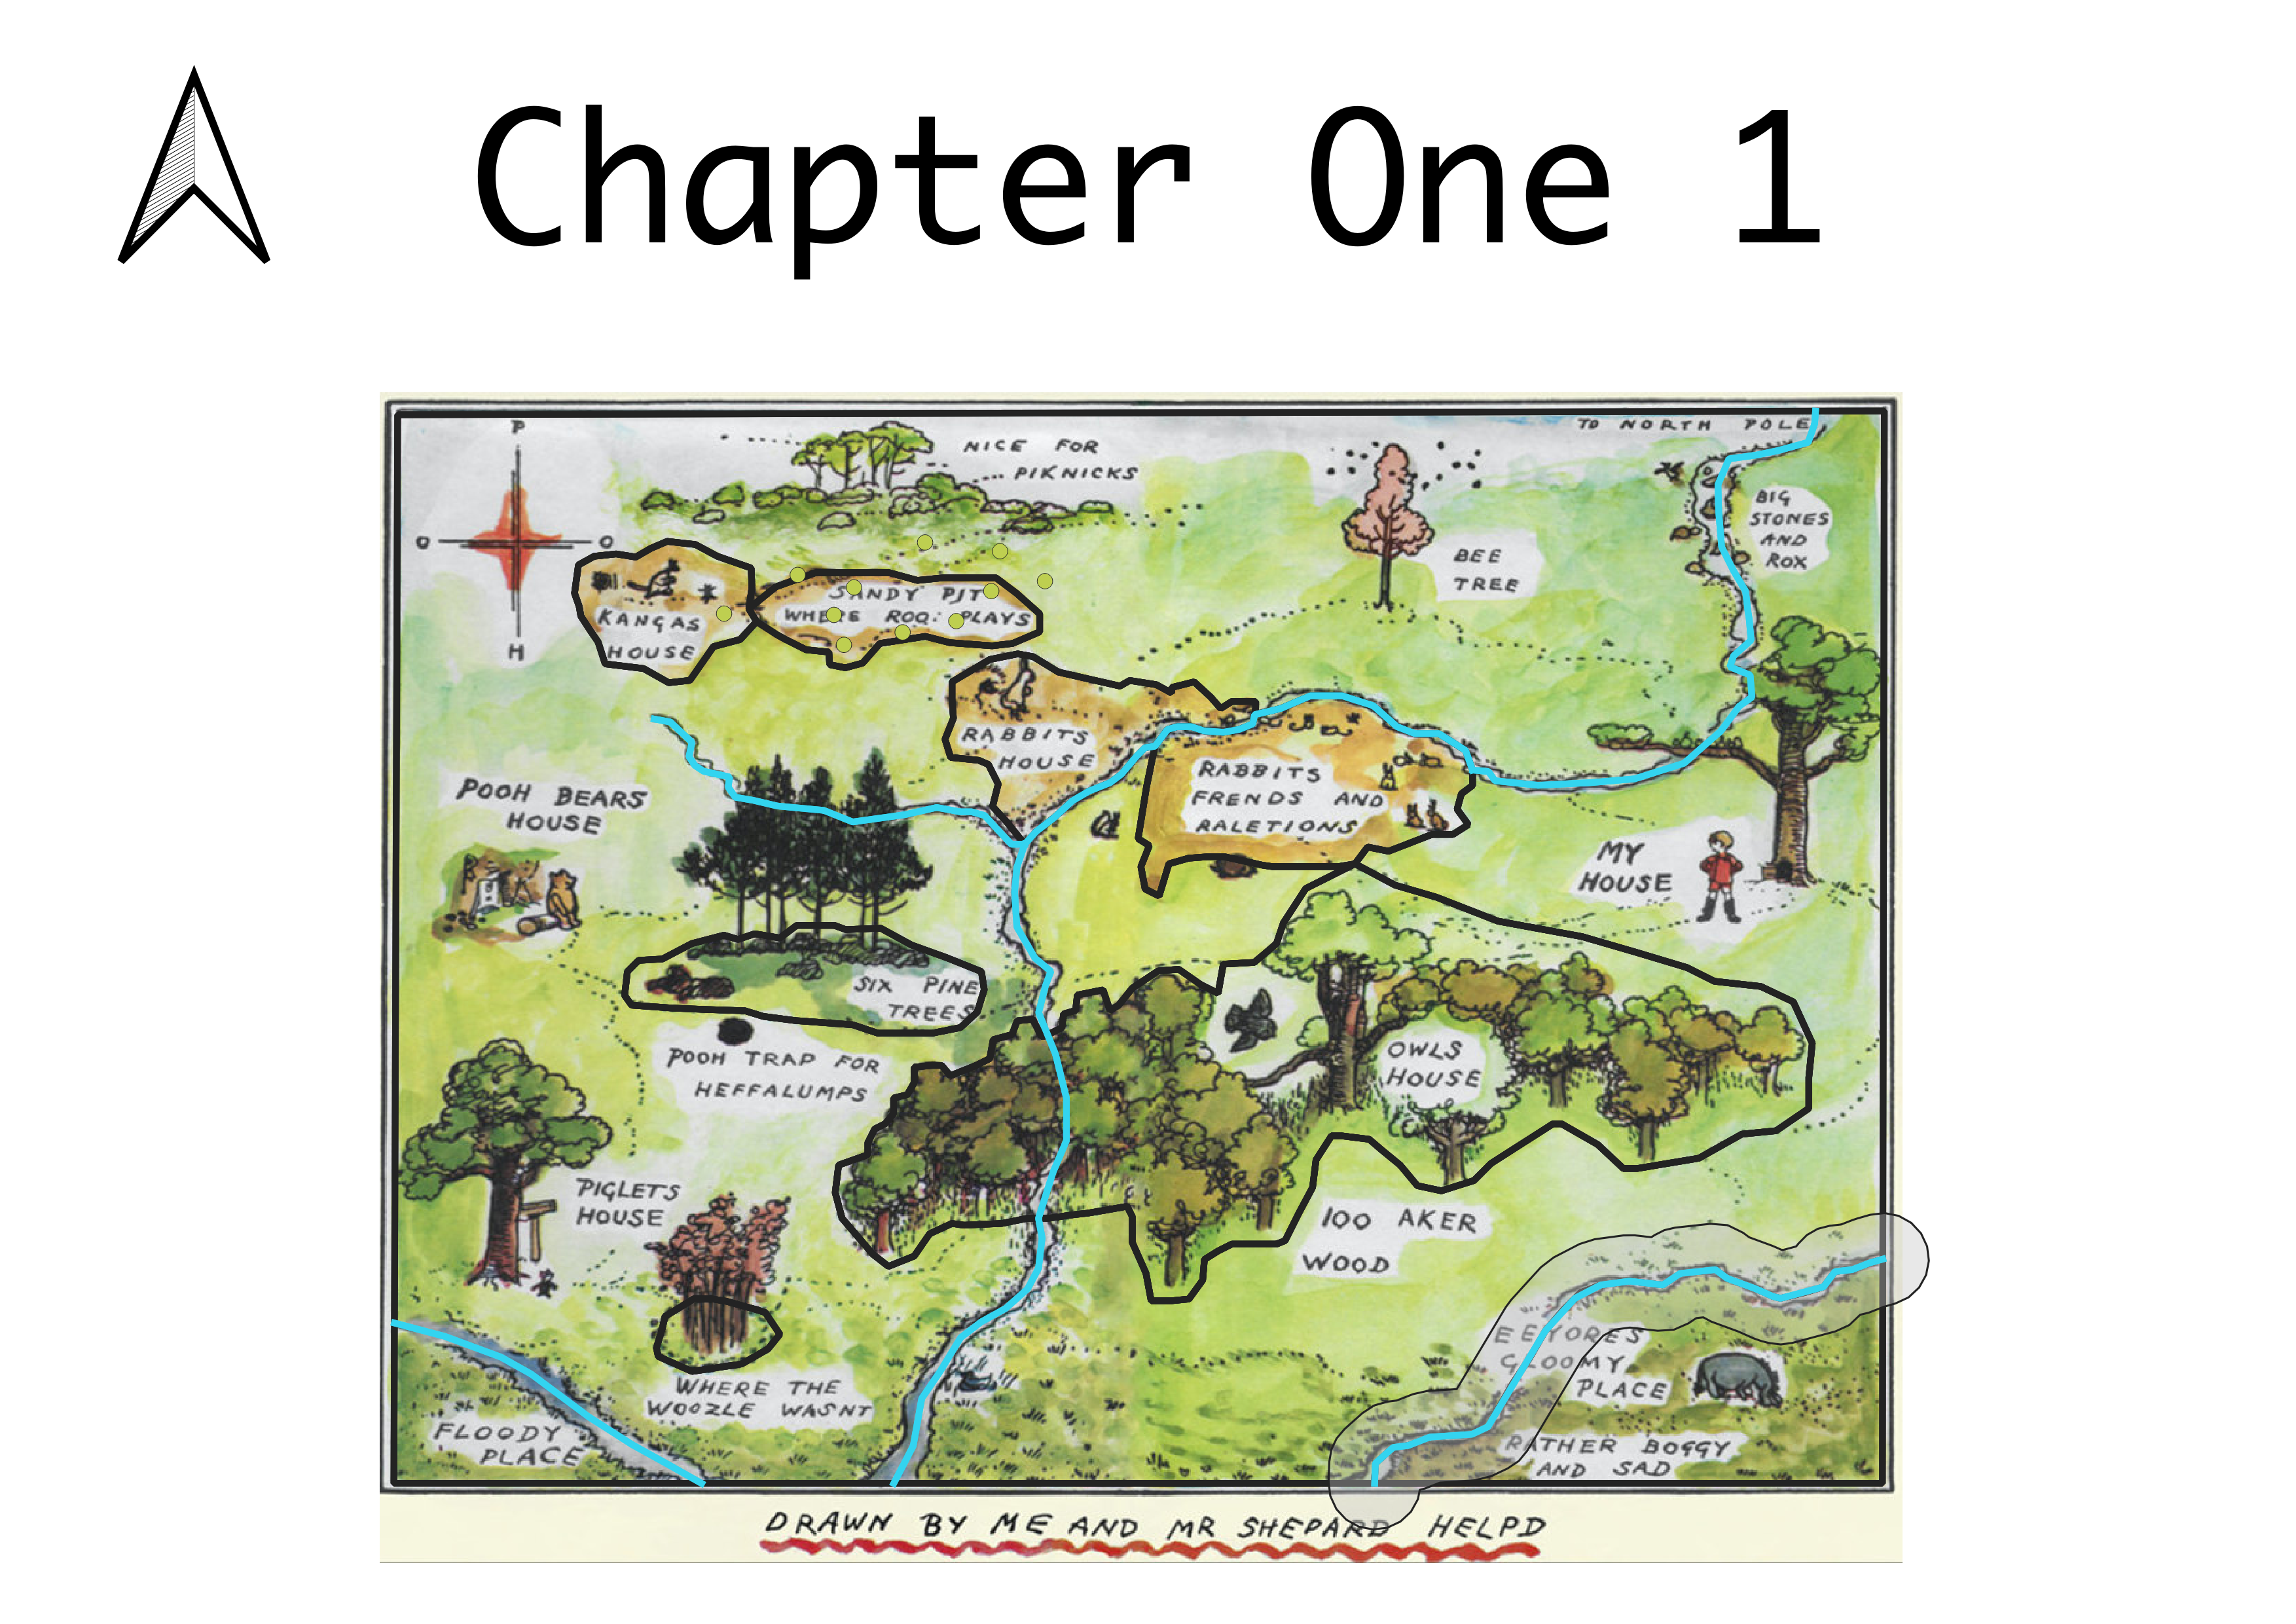 Chapter One 1
P
O O
H
NICE FOR
PIKNICKS
TO NORTH POLE
BIG
STONES
AND
ROX
BEE
TREE
KANGAS
HOUSE
SANDY PIT
WHERE ROO PLAYS
RABBITS
HOUSE
RABBITS
FRENDS AND
RALETIONS
POOH BEARS
HOUSE
MY
HOUSE
SIX PINE
TREES
POOH TRAP FOR
HEFFALUMPS
OWLS
HOUSE
PIGLETS
HOUSE
100 AKER
WOOD
EEYORES
GLOOMY
PLACE
WHERE THE
WOOZLE WASNT
FLOODY
PLACE
RATHER BOGGY
AND SAD
DRAWN BY ME AND MR SHEPARD HELPD